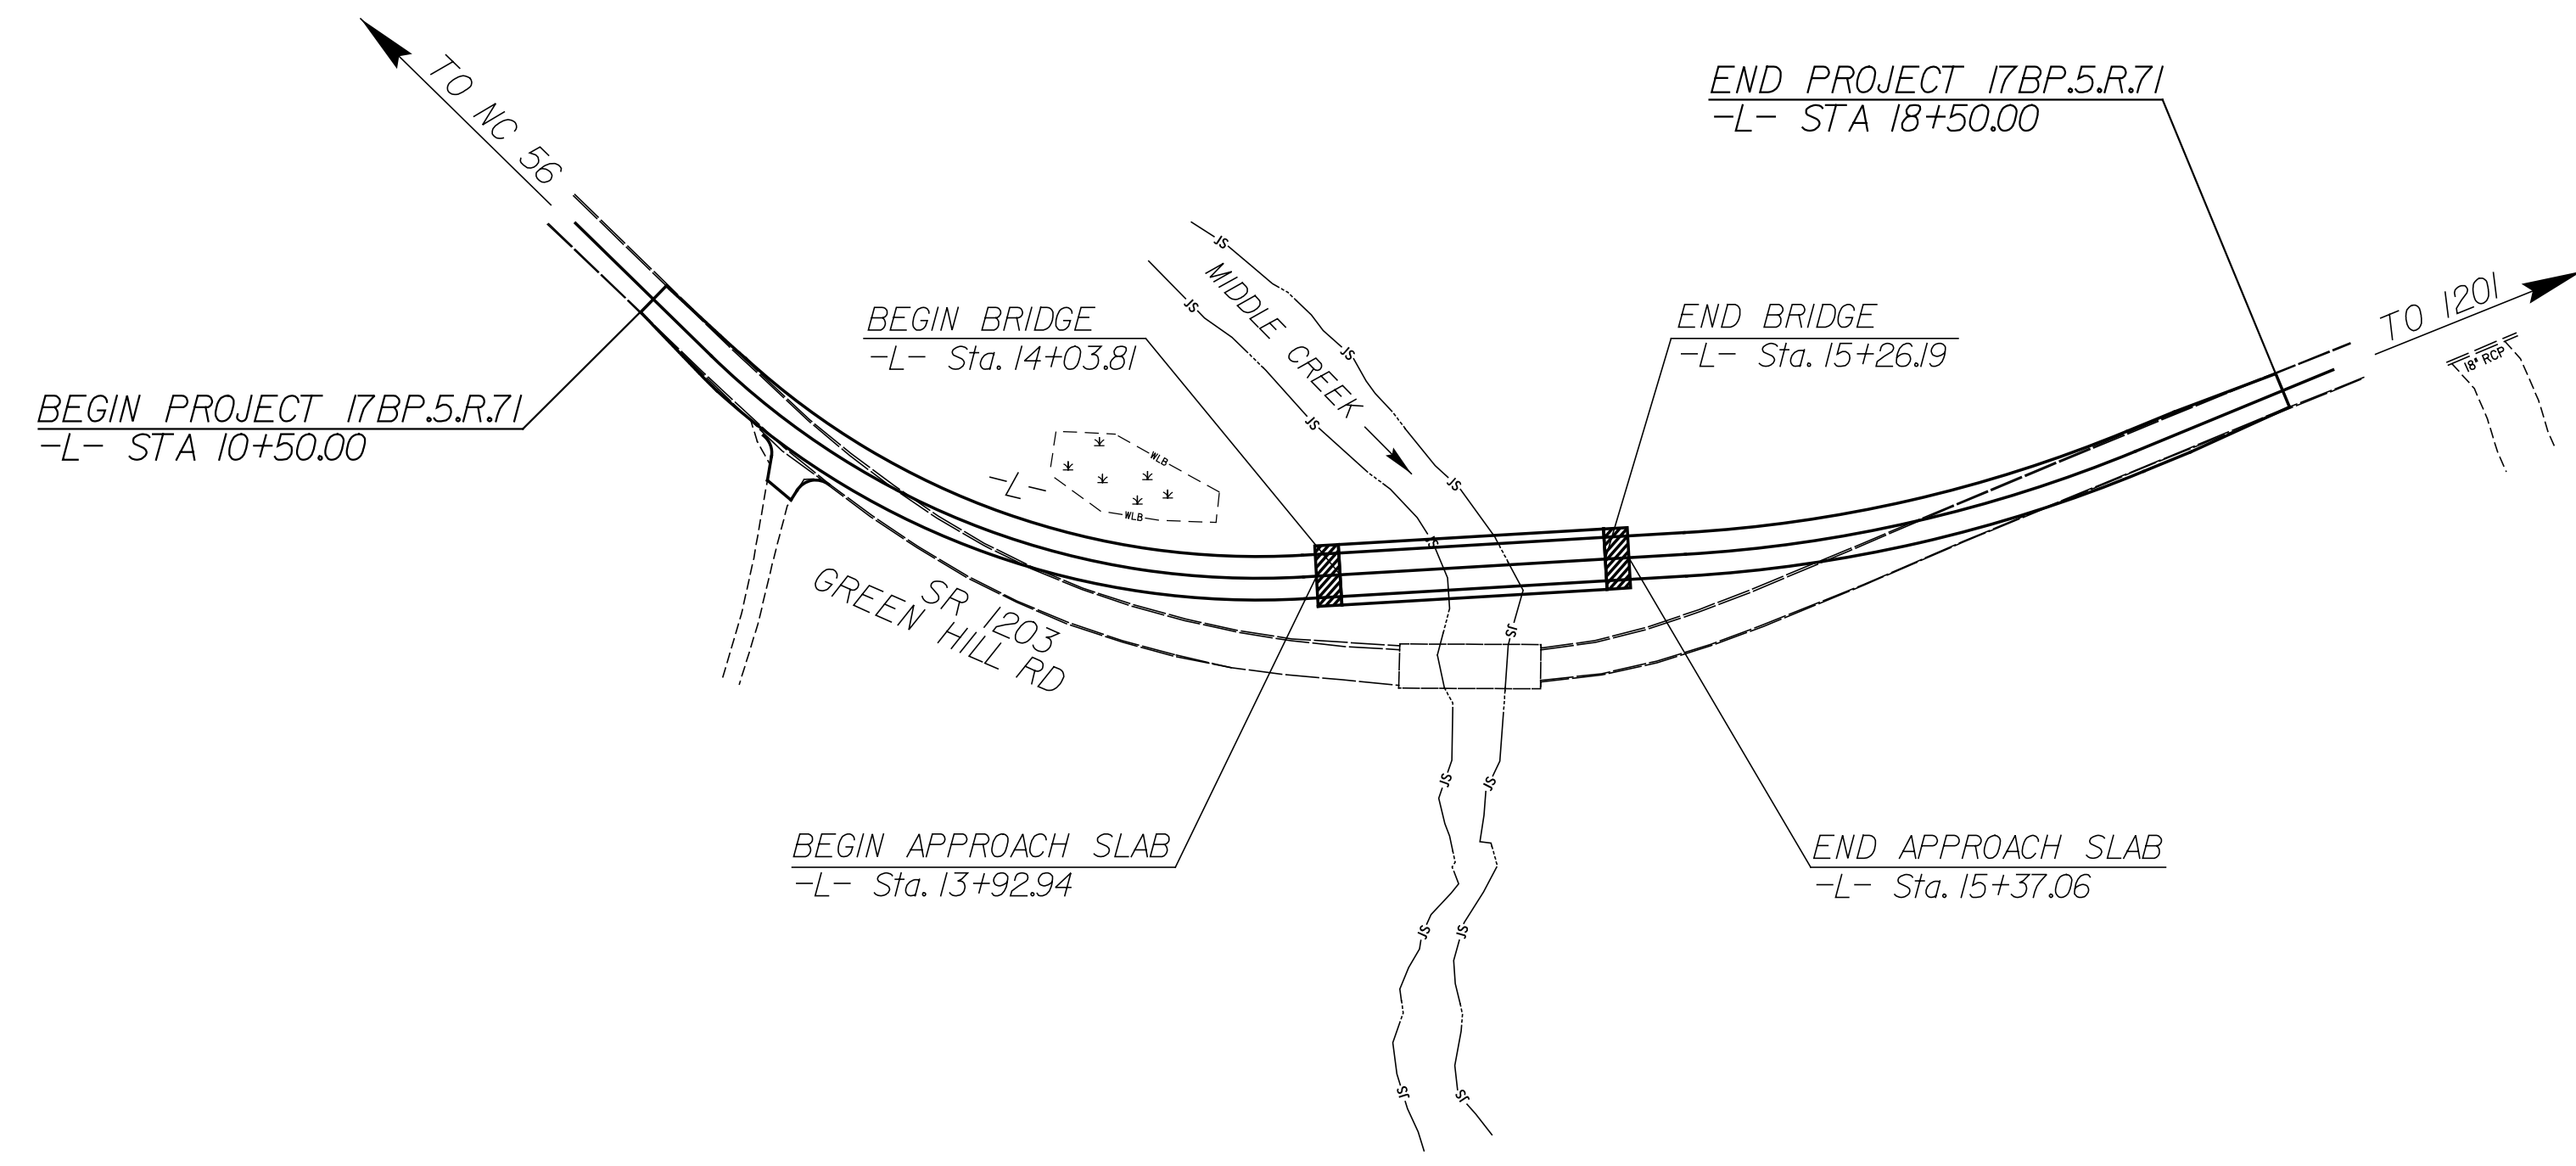 TO NC 56
END PROJECT 17BP.5.R.71
-L- STA 18+50.00
BEGIN PROJECT 17BP.5.R.71
-L- STA 10+50.00
BEGIN BRIDGE
-L- Sta. 14+03.81
MIDDLE CREEK
END BRIDGE
-L- Sta. 15+26.19
TO 1201
18" RCP
-L-
WLB
WLB
SR 1203
GREEN HILL RD
BEGIN APPROACH SLAB
-L- Sta. 13+92.94
END APPROACH SLAB
-L- Sta. 15+37.06
JS
JS
JS
JS
JS
JS
JS
JS
JS
JS
JS
JS
JS